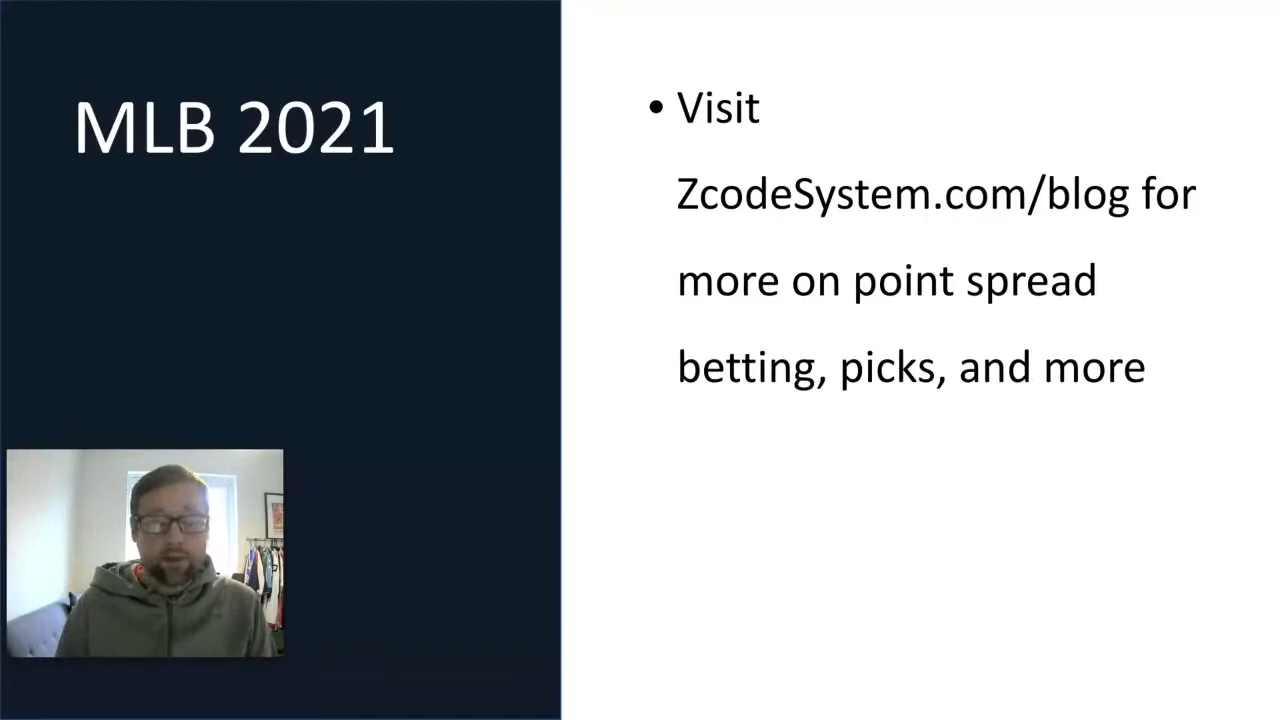 MLB 2021
• Visit
ZcodeSystem.com/blog for
more on point spread
betting, picks, and more